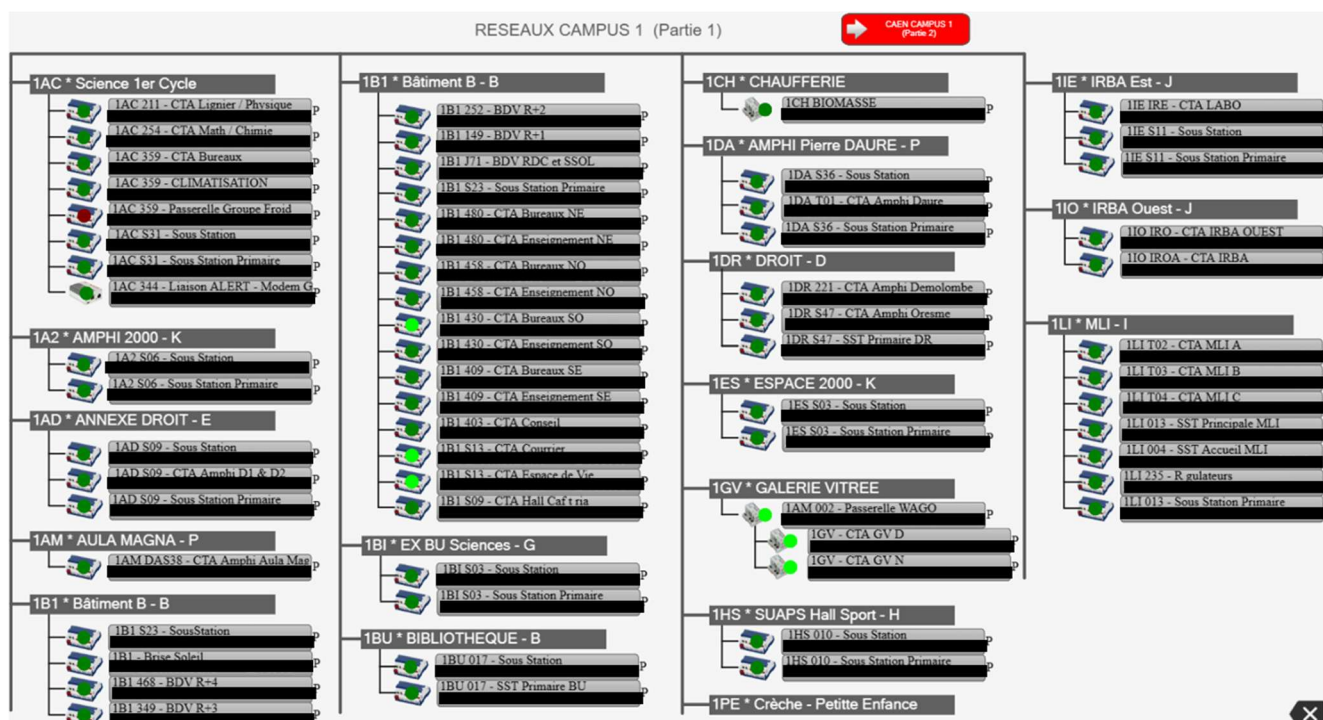 RESEAUX CAMPUS 1 (Partie 1)
CAEN CAMPUS 1
(Partie 2)
1AC * Science 1er Cycle
1AC 211 - CTA Lignier / Physique
P
1AC 254 - CTA Math / Chimie
P
1AC 359 - CTA Bureaux
P
1AC 359 - CLIMATISATION
P
1AC 359 - Passerelle Groupe Froid
P
1AC S31 - Sous Station
P
1AC S31 - Sous Station Primaire
P
1AC 344 - Liaison ALERT - Modem G
P
1A2 * AMPHI 2000 - K
1A2 S06 - Sous Station
P
1A2 S06 - Sous Station Primaire
P
1AD * ANNEXE DROIT - E
1AD S09 - Sous Station
P
1AD S09 - CTA Amphi D1 & D2
P
1AD S09 - Sous Station Primaire
P
1AM * AULA MAGNA - P
1AM DAS38 - CTA Amphi Aula Mag
P
1B1 * Bâtiment B - B
1B1 S23 - SousStation
P
1B1 - Brise Soleil
P
1B1 468 - BDV R+4
P
1B1 349 - BDV R+3
P
1B1 * Bâtiment B - B
1B1 252 - BDV R+2
P
1B1 149 - BDV R+1
P
1B1 J71 - BDV RDC et SSOL
P
1B1 S23 - Sous Station Primaire
P
1B1 480 - CTA Bureaux NE
P
1B1 480 - CTA Enseignement NE
P
1B1 458 - CTA Bureaux NO
P
1B1 458 - CTA Enseignement NO
P
1B1 430 - CTA Bureaux SO
P
1B1 430 - CTA Enseignement SO
P
1B1 409 - CTA Bureaux SE
P
1B1 409 - CTA Enseignement SE
P
1B1 403 - CTA Conseil
P
1B1 S13 - CTA Courrier
P
1B1 S13 - CTA Espace de Vie
P
1B1 S09 - CTA Hall Caf t ria
P
1BI * EX BU Sciences - G
1BI S03 - Sous Station
P
1BI S03 - Sous Station Primaire
P
1BU * BIBLIOTHEQUE - B
1BU 017 - Sous Station
P
1BU 017 - SST Primaire BU
P
1CH * CHAUFFERIE
1CH BIOMASSE
P
1DA * AMPHI Pierre DAURE - P
1DA S36 - Sous Station
P
1DA T01 - CTA Amphi Daure
P
1DA S36 - Sous Station Primaire
P
1DR * DROIT - D
1DR 221 - CTA Amphi Demolombe
P
1DR S47 - CTA Amphi Oresme
P
1DR S47 - SST Primaire DR
P
1ES * ESPACE 2000 - K
1ES S03 - Sous Station
P
1ES S03 - Sous Station Primaire
P
1GV * GALERIE VITREE
1AM 002 - Passerelle WAGO
P
1GV - CTA GV D
P
1GV - CTA GV N
P
1HS * SUAPS Hall Sport - H
1HS 010 - Sous Station
P
1HS 010 - Sous Station Primaire
P
1PE * Crèche - Petitte Enfance
1IE * IRBA Est - J
1IE IRE - CTA LABO
1IE S11 - Sous Station
1IE S11 - Sous Station Primaire
1IO * IRBA Ouest - J
1IO IRO - CTA IRBA OUEST
1IO IROA - CTA IRBA
1LI * MLI - I
1LI T02 - CTA MLI A
1LI T03 - CTA MLI B
1LI T04 - CTA MLI C
1LI 013 - SST Principale MLI
1LI 004 - SST Accueil MLI
1LI 235 - R gulateurs
1LI 013 - Sous Station Primaire